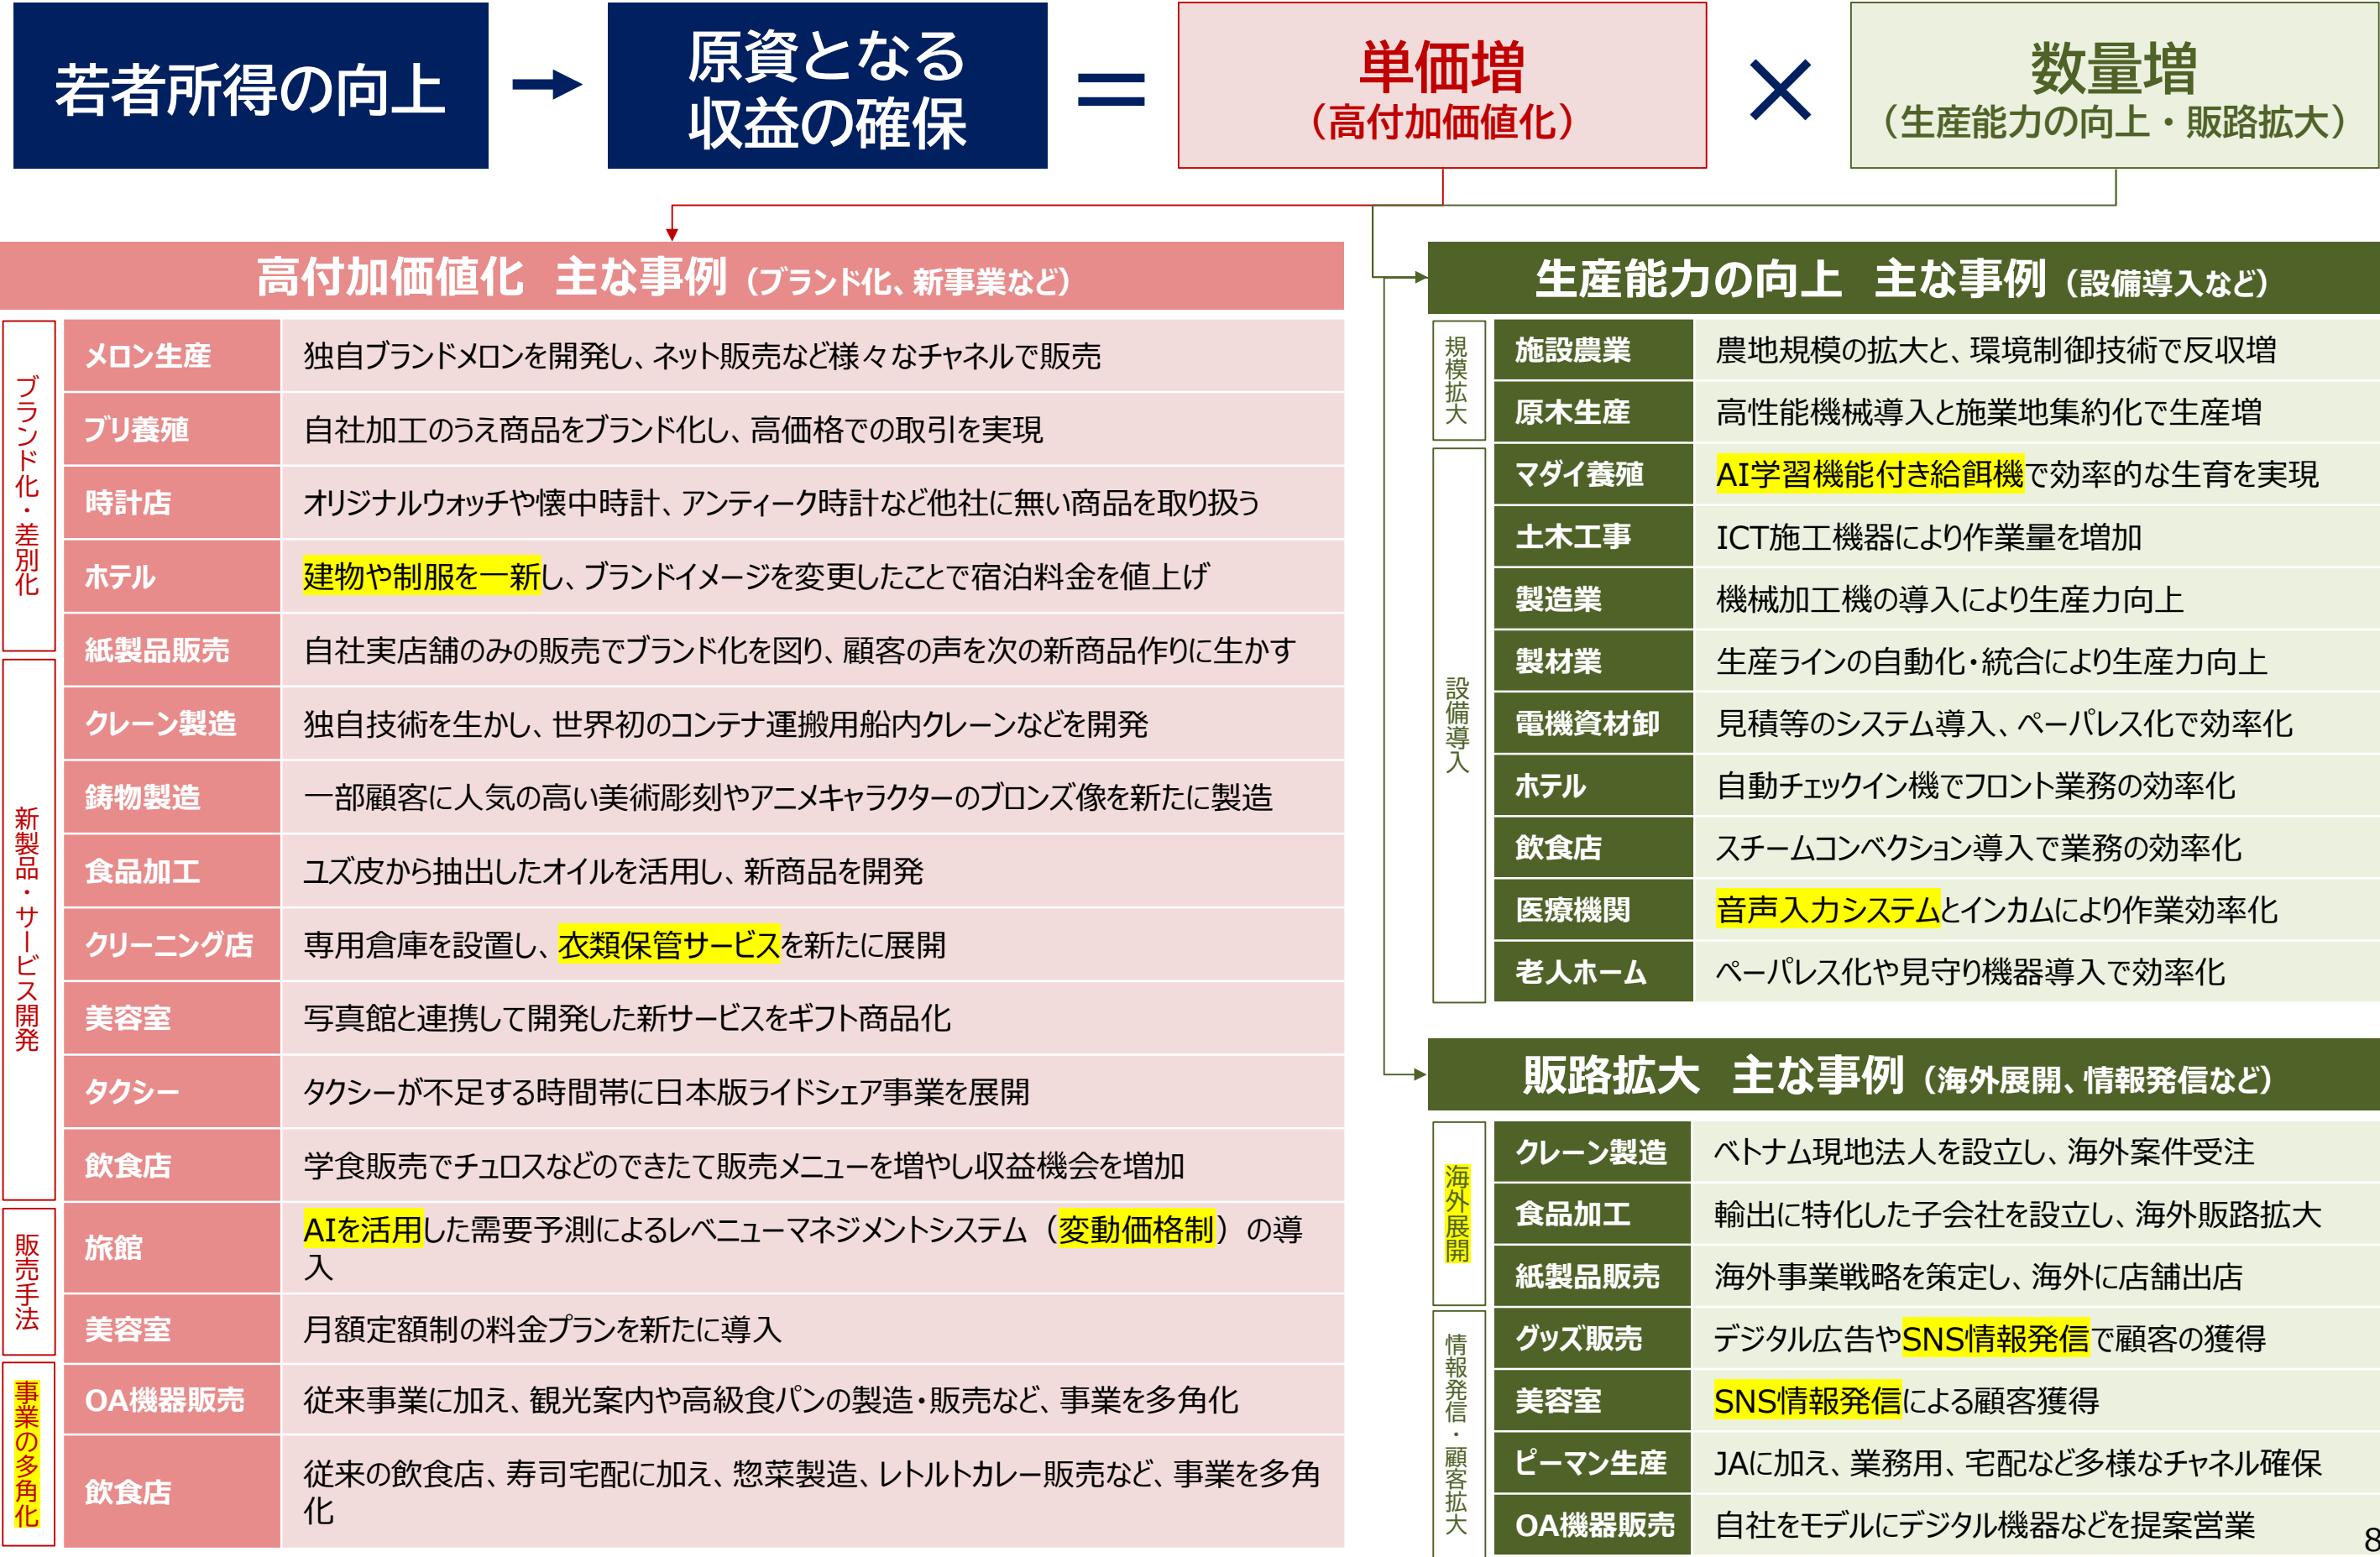 若者所得の向上
原資となる
収益の確保
＝
単価増
（高付加価値化）
×
数量増
（生産能力の向上・販路拡大）
高付加価値化　主な事例（ブランド化、新事業など）
ブランド化・差別化
メロン生産　独自ブランドメロンを開発し、ネット販売など様々なチャネルで販売
ブリ養殖　自社加工のうえ商品をブランド化し、高価格での取引を実現
時計店　オリジナルウォッチや懐中時計、アンティーク時計など他社に無い商品を取り扱う
ホテル　建物や制服を一新し、ブランドイメージを変更したことで宿泊料金を値上げ
紙製品販売　自社実店舗のみの販売でブランド化を図り、顧客の声を次の新商品作りに生かす
新製品・サービス開発
クレーン製造　独自技術を生かし、世界初のコンテナ運搬用船内クレーンなどを開発
鋳物製造　一部顧客に人気の高い美術彫刻やアニメキャラクターのブロンズ像を新たに製造
食品加工　ユズ皮から抽出したオイルを活用し、新商品を開発
クリーニング店　専用倉庫を設置し、衣類保管サービスを新たに展開
美容室　写真館と連携して開発した新サービスをギフト商品化
タクシー　タクシーが不足する時間帯に日本版ライドシェア事業を展開
飲食店　学食販売でチュロスなどのできたて販売メニューを増やし収益機会を増加
販売手法
旅館　AIを活用した需要予測によるレベニューマネジメントシステム（変動価格制）の導
入
美容室　月額定額制の料金プランを新たに導入
事業の多角化
OA機器販売　従来事業に加え、観光案内や高級食パンの製造・販売など、事業を多角化
飲食店　従来の飲食店、寿司宅配に加え、惣菜製造、レトルトカレー販売など、事業を多角
化
生産能力の向上　主な事例（設備導入など）
規模拡大
施設農業　農地規模の拡大と、環境制御技術で反収増
原木生産　高性能機械導入と施業地集約化で生産増
設備導入
マダイ養殖　AI学習機能付き給餌機で効率的な生育を実現
土木工事　ICT施工機器により作業量を増加
製造業　機械加工機の導入により生産力向上
製材業　生産ラインの自動化・統合により生産力向上
電機資材卸　見積等のシステム導入、ペーパレス化で効率化
ホテル　自動チェックイン機でフロント業務の効率化
飲食店　スチームコンベクション導入で業務の効率化
医療機関　音声入力システムとインカムにより作業効率化
老人ホーム　ペーパレス化や見守り機器導入で効率化
販路拡大　主な事例（海外展開、情報発信など）
海外展開
クレーン製造　ベトナム現地法人を設立し、海外案件受注
食品加工　輸出に特化した子会社を設立し、海外販路拡大
紙製品販売　海外事業戦略を策定し、海外に店舗出店
情報発信・顧客拡大
グッズ販売　デジタル広告やSNS情報発信で顧客の獲得
美容室　SNS情報発信による顧客獲得
ピーマン生産　JAに加え、業務用、宅配など多様なチャネル確保
OA機器販売　自社をモデルにデジタル機器などを提案営業
8